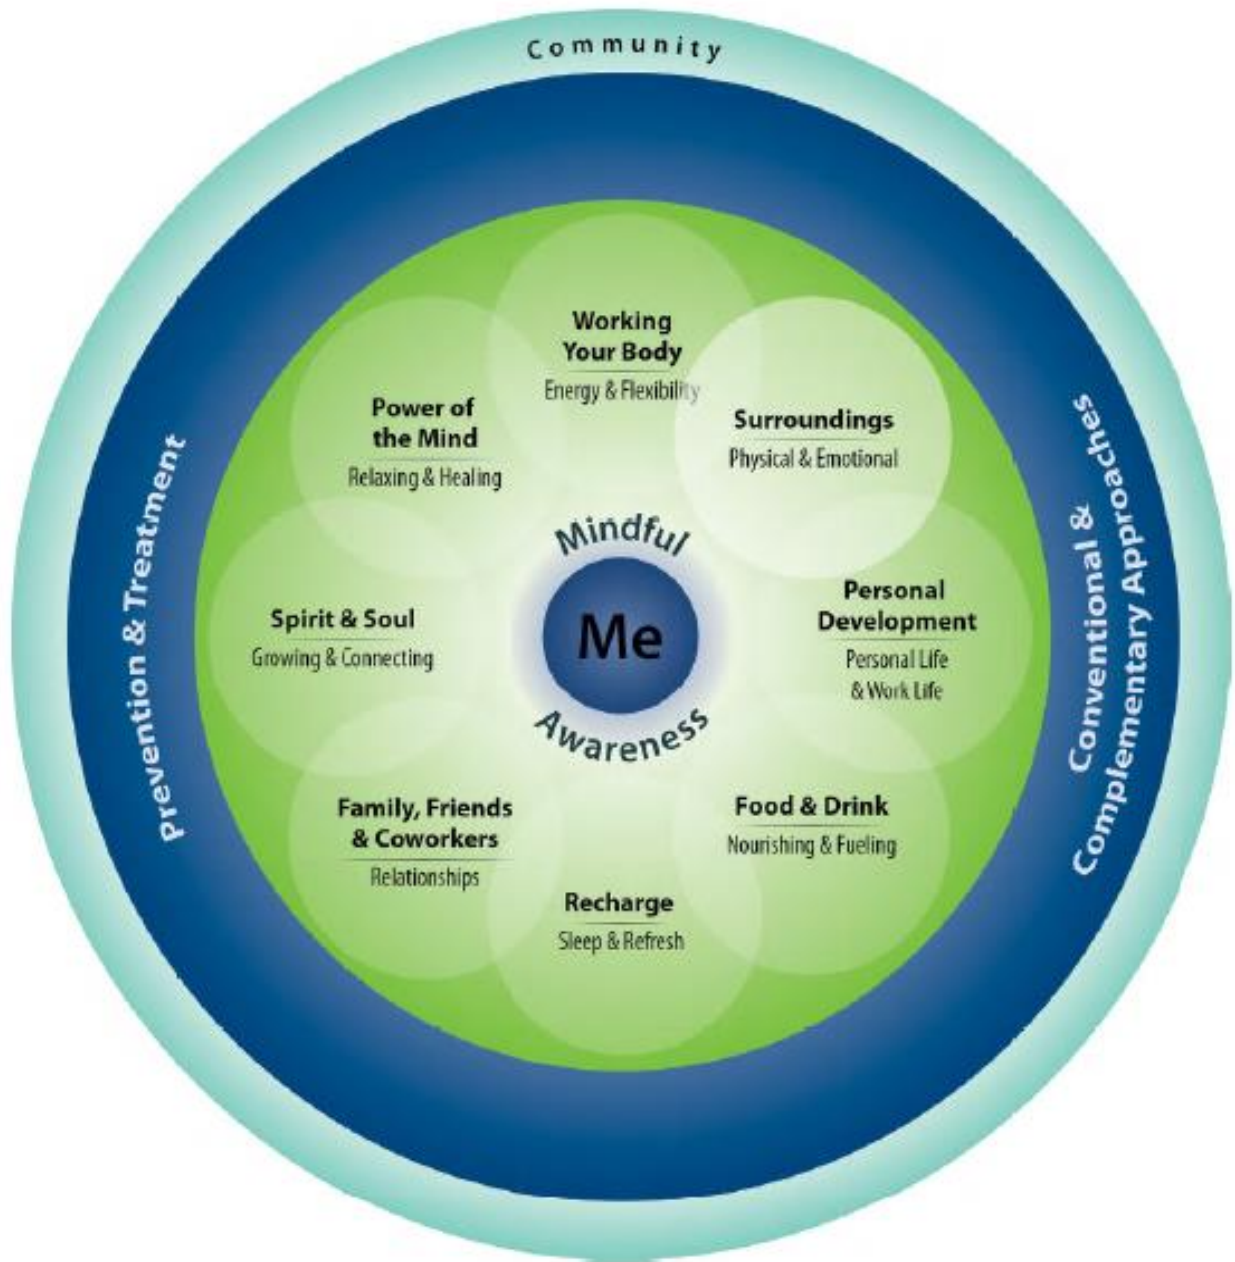 Community
Prevention & Treatment
Conventional &
Complementary Approaches
Working
Your Body
Energy & Flexibility
Surroundings
Physical & Emotional
Personal
Development
Personal Life
& Work Life
Food & Drink
Nourishing & Fueling
Recharge
Sleep & Refresh
Family, Friends
& Coworkers
Relationships
Spirit & Soul
Growing & Connecting
Power of
the Mind
Relaxing & Healing
Mindful
Me
Awareness